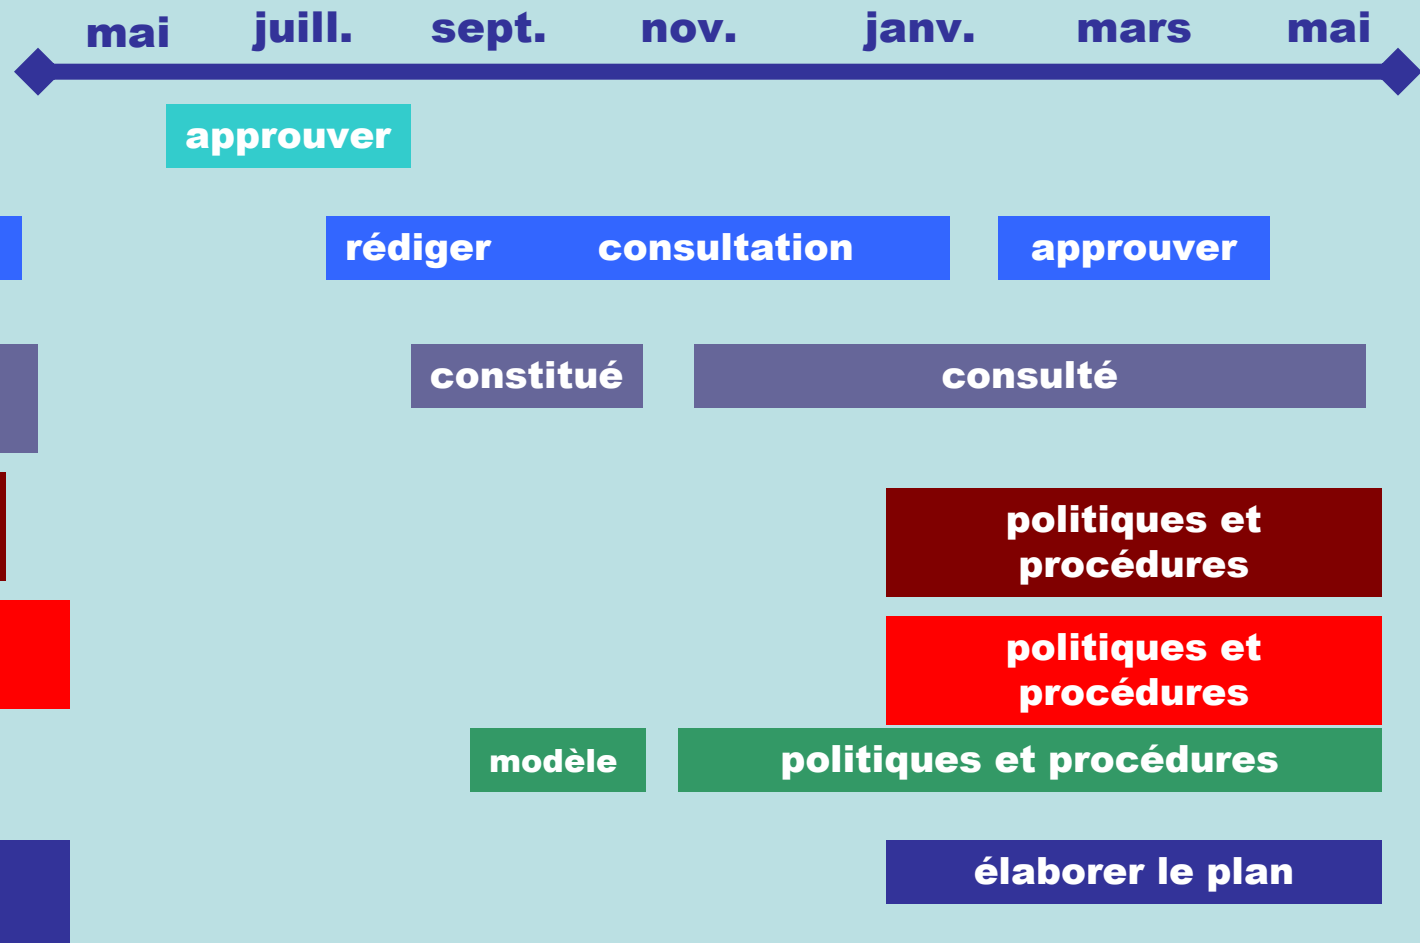 mai juill. sept. nov. janv. mars mai
approuver
rédiger consultation approuver
constitué consulté
politiques et
procédures
politiques et
procédures
modèle politiques et procédures
élaborer le plan